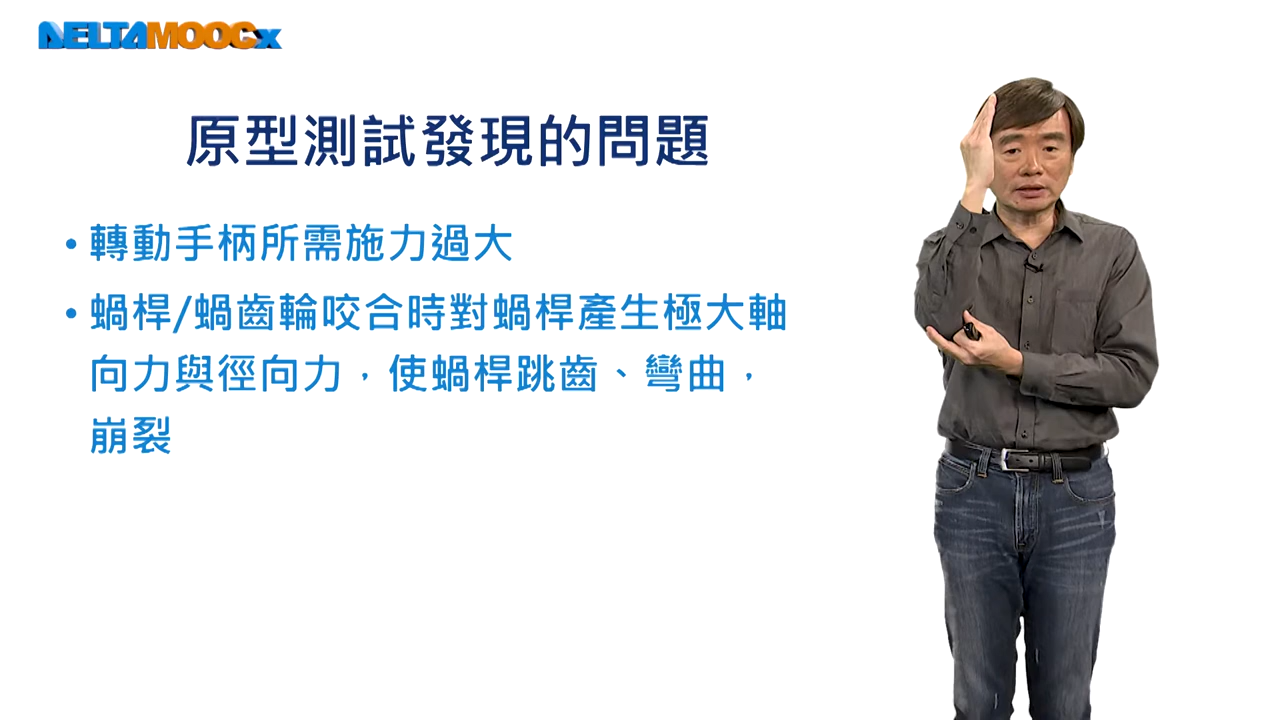 DELTAMOOCx
原型測試發現的問題
• 轉動手柄所需施力過大
• 蝸桿/蝸齒輪咬合時對蝸桿產生極大軸
向力與徑向力，使蝸桿跳齒、彎曲，
崩裂